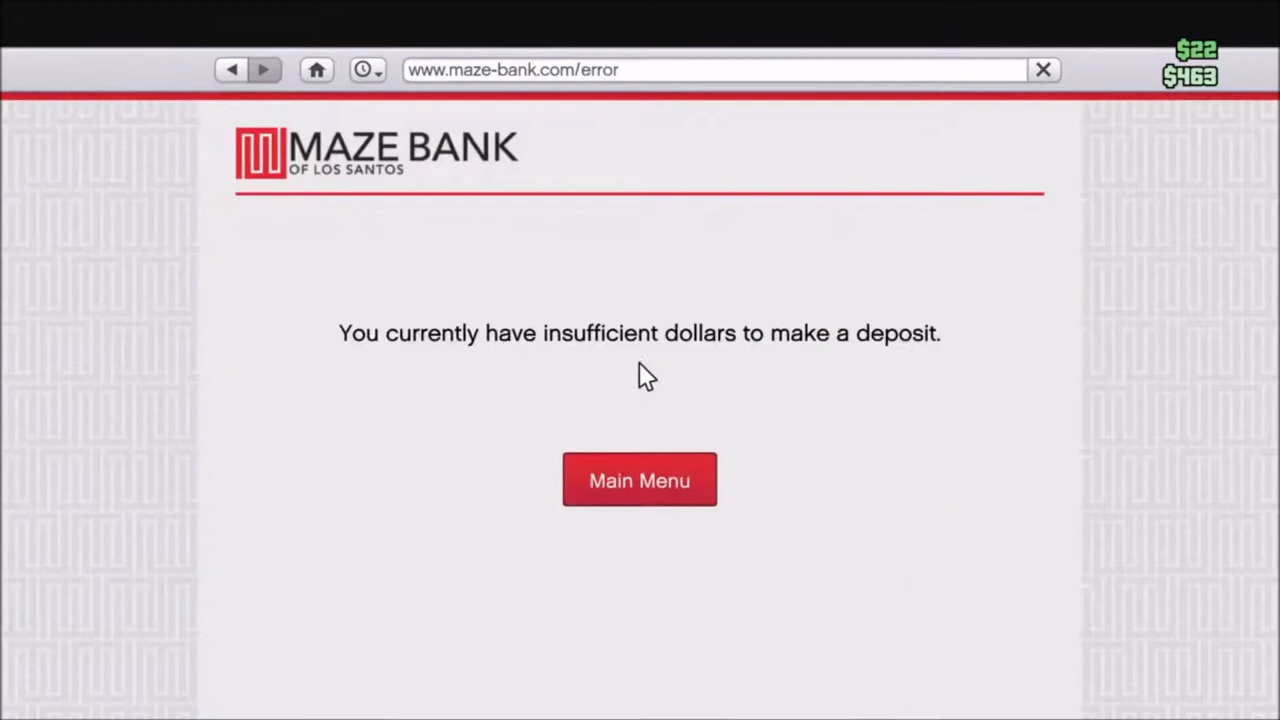 $22
www.maze-bank.com/error
$463
MAZE BANK
OF LOS SANTOS
You currently have insufficient dollars to make a deposit.
Main Menu